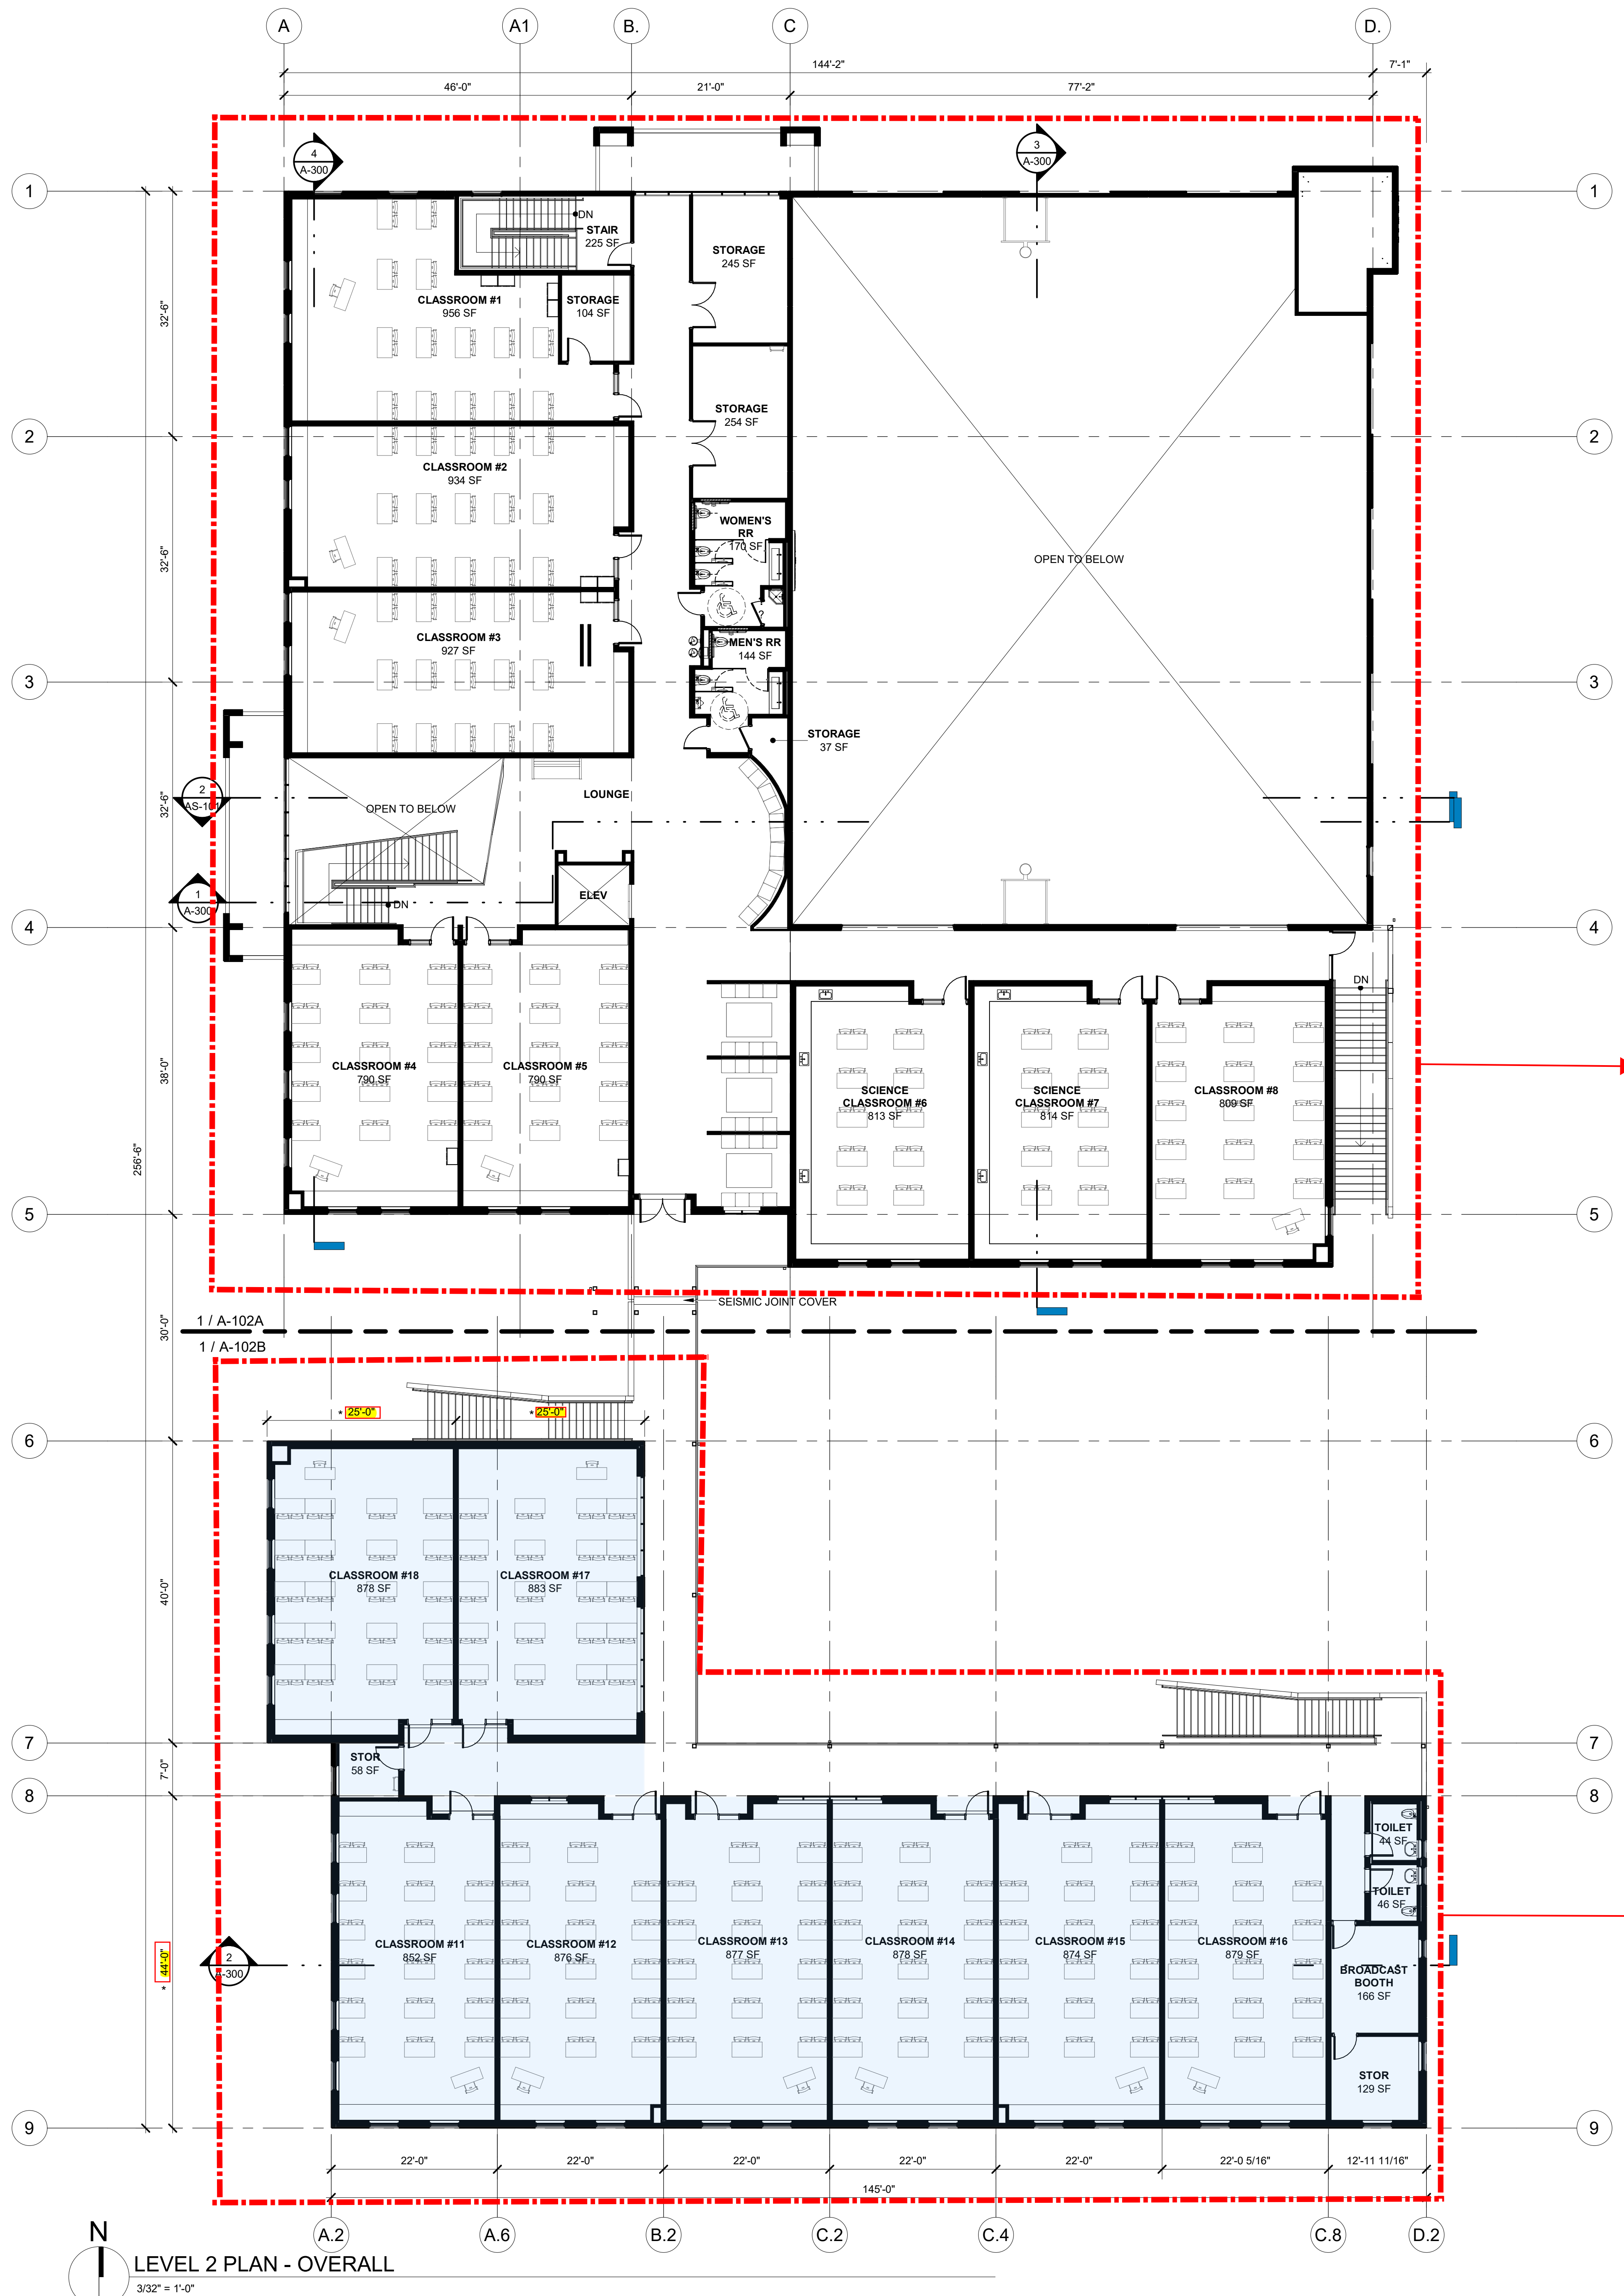 A
A1
B.
C
D.
144'-2"
7'-1"
46'-0"
21'-0"
77'-2"
4
A-300
3
A-300
1
1
DN
STAIR
225 SF
STORAGE
245 SF
CLASSROOM #1
956 SF
STORAGE
104 SF
32'-6"
STORAGE
254 SF
2
2
CLASSROOM #2
934 SF
WOMEN'S
RR
170 SF
32'-6"
OPEN TO BELOW
?
CLASSROOM #3
927 SF
MEN'S RR
144 SF
3
3
STORAGE
37 SF
2
AS-101
32'-6"
OPEN TO BELOW
LOUNGE
1
A-300
DN
ELEV
4
4
DN
38'-0"
CLASSROOM #4
790 SF
CLASSROOM #5
790 SF
SCIENCE
CLASSROOM #6
813 SF
SCIENCE
CLASSROOM #7
814 SF
CLASSROOM #8
809 SF
256'-6"
5
5
30'-0"
SEISMIC JOINT COVER
1 / A-102A
1 / A-102B
* 25'-0"
* 25'-0"
6
6
40'-0"
CLASSROOM #18
878 SF
CLASSROOM #17
883 SF
7
7
STOR
58 SF
7'-0"
8
8
TOILET
44 SF
TOILET
46 SF
44'-0"
*
2
A-300
CLASSROOM #11
852 SF
CLASSROOM #12
876 SF
CLASSROOM #13
877 SF
CLASSROOM #14
878 SF
CLASSROOM #15
874 SF
CLASSROOM #16
879 SF
BROADCAST
BOOTH
166 SF
STOR
129 SF
9
9
22'-0"
22'-0"
22'-0"
22'-0"
22'-0"
22'-0 5/16"
12'-11 11/16"
145'-0"
A.2
A.6
B.2
C.2
C.4
C.8
D.2
N
LEVEL 2 PLAN - OVERALL
3/32" = 1'-0"